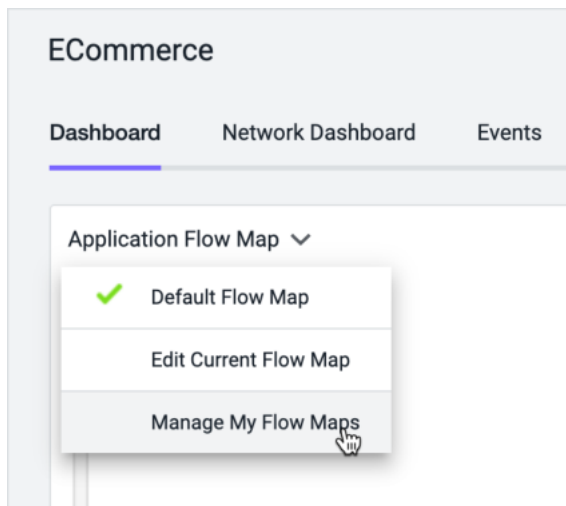 ECommerce
Dashboard Network Dashboard Events
Application Flow Map
Default Flow Map
Edit Current Flow Map
Manage My Flow Maps